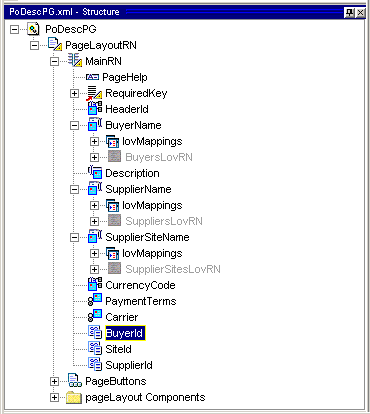 PoDescPG.xml - Structure
PoDescPG
PageLayoutRN
MainRN
PageHelp
RequiredKey
HeaderId
BuyerName
lovMappings
BuyersLovRN
Description
SupplierName
lovMappings
SuppliersLovRN
SupplierSiteName
lovMappings
SupplierSitesLovRN
CurrencyCode
PaymentTerms
Carrier
BuyerId
SiteId
SupplierId
PageButtons
pageLayout Components